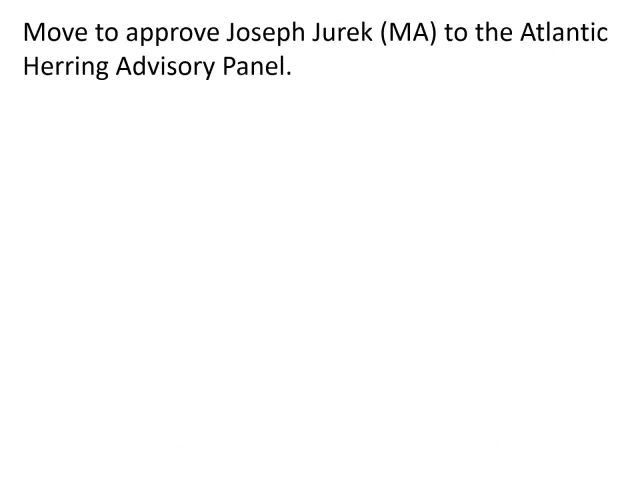 Move to approve Joseph Jurek (MA) to the Atlantic
Herring Advisory Panel.